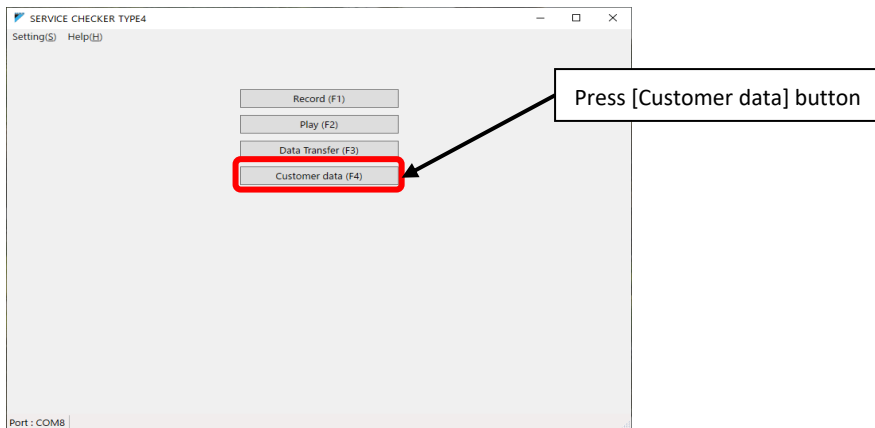 SERVICE CHECKER TYPE4
Setting(S) Help(H)
Record (F1)
Press [Customer data] button
Play (F2)
Data Transfer (F3)
Customer data (F4)
Port : COM8